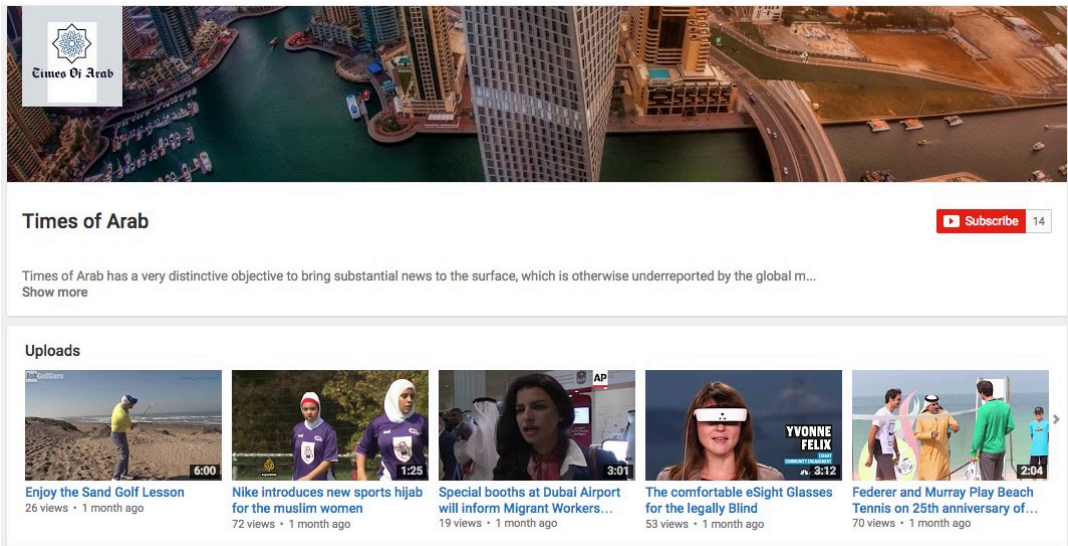 Times Of Arab
Times of Arab
Subscribe 14
Times of Arab has a very distinctive objective to bring substantial news to the surface, which is otherwise underreported by the global m...
Show more
Uploads
AskGolfGuru
6:00
1:25
AP
3:01
YVONNE
FELIX
ESIGHT
COMMUNITY ENGAGEMENT
3:12
2:04
Enjoy the Sand Golf Lesson
26 views • 1 month ago
Nike introduces new sports hijab
for the muslim women
72 views • 1 month ago
Special booths at Dubai Airport
will inform Migrant Workers...
19 views • 1 month ago
The comfortable eSight Glasses
for the legally Blind
53 views • 1 month ago
Federer and Murray Play Beach
Tennis on 25th anniversary of...
70 views • 1 month ago